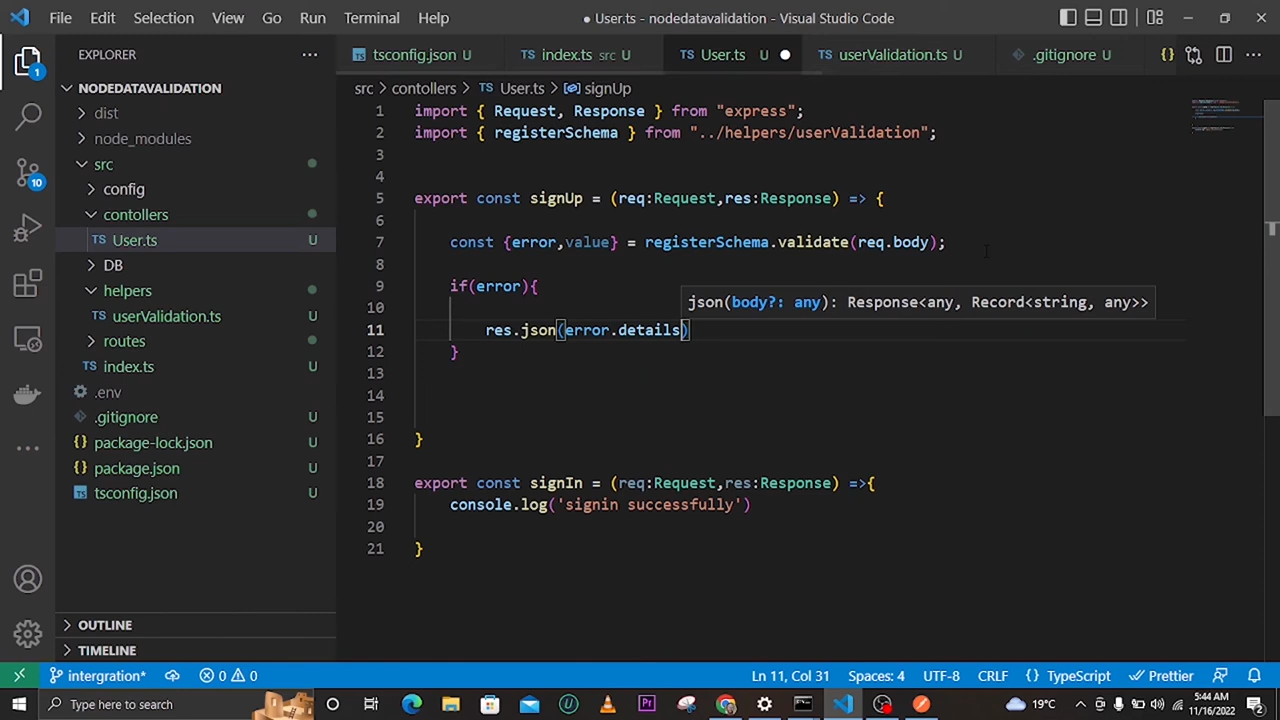 File Edit Selection View Go Run Terminal Help
● User.ts - nodedatavalidation - Visual Studio Code
EXPLORER
tsconfig.json U
index.ts src U
User.ts U
userValidation.ts U
.gitignore U
NODEDATAVALIDATION
dist
node_modules
src
config
contollers
User.ts U
DB
helpers
userValidation.ts U
routes
index.ts U
.env
.gitignore U
package-lock.json U
package.json U
tsconfig.json U
OUTLINE
TIMELINE
1
10
src > contollers > User.ts > signUp
1 import { Request, Response } from "express";
2 import { registerSchema } from "../helpers/userValidation";
3
4
5 export const signUp = (req:Request,res:Response) => {
6
7 const {error,value} = registerSchema.validate(req.body);
8
9 if(error){
10
json(body?: any): Response<any, Record<string, any>>
11 res.json(error.details)
12 }
13
14
15
16 }
17
18 export const signIn = (req:Request,res:Response) =>{
19 console.log('signin successfully')
20
21 }
intergration* 0 0 Ln 11, Col 31 Spaces: 4 UTF-8 CRLF {} TypeScript Prettier
Type here to search
19°C
5:44 AM
11/16/2022
2